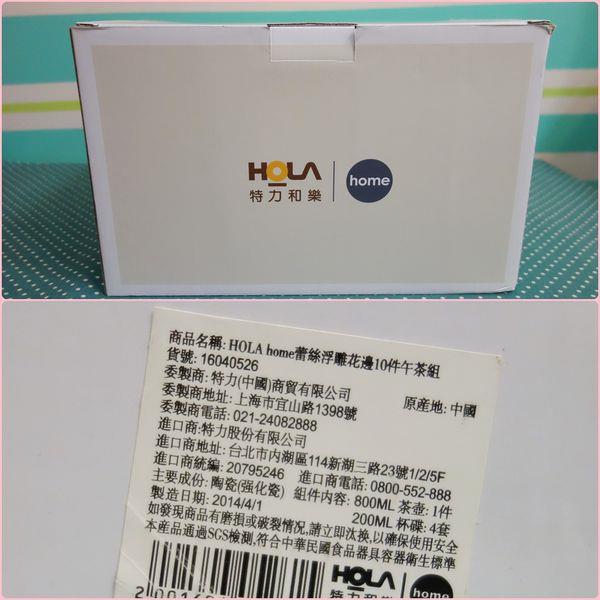 HOLA home
特力和樂
商品名稱: HOLA home蕾絲浮雕花邊10件午茶組
貨號: 16040526
委製商: 特力(中國)商貿有限公司 原產地: 中國
委製商地址: 上海市宜山路1398號
委製商電話: 021-24082888
進口商: 特力股份有限公司
進口商地址: 台北市內湖區114新湖三路23號1/2/5F
進口商統編: 20795246 進口商電話: 0800-552-888
主要成份: 陶瓷(強化瓷) 組件內容: 800ML 茶壺: 1件
製造日期: 2014/4/1 200ML 杯碟: 4套
如發現商品有磨損或破裂情況,請立即汰換,以確保使用安全
本產品通過SGS檢測,符合中華民國食品器具容器衛生標準
HOLA home
特力和樂